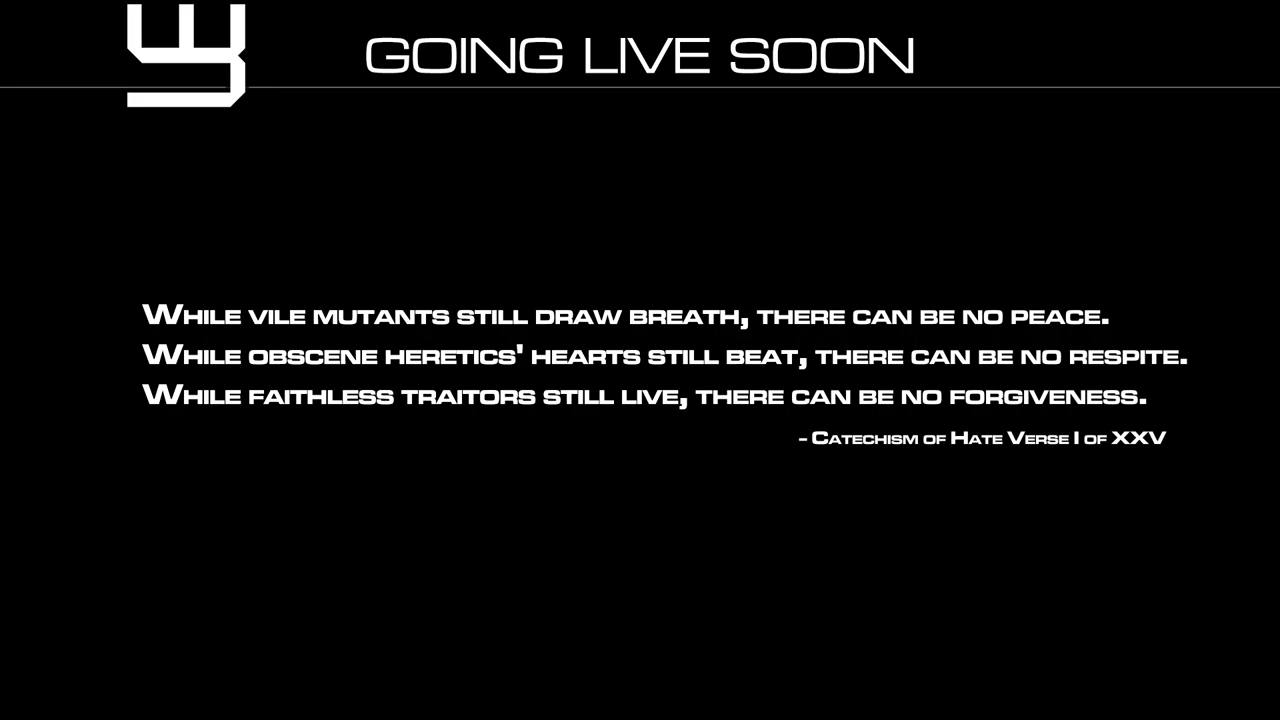 GOING LIVE SOON
While vile mutants still draw breath, there can be no peace.
While obscene heretics' hearts still beat, there can be no respite.
While faithless traitors still live, there can be no forgiveness.
- Catechism of Hate Verse I of XXV